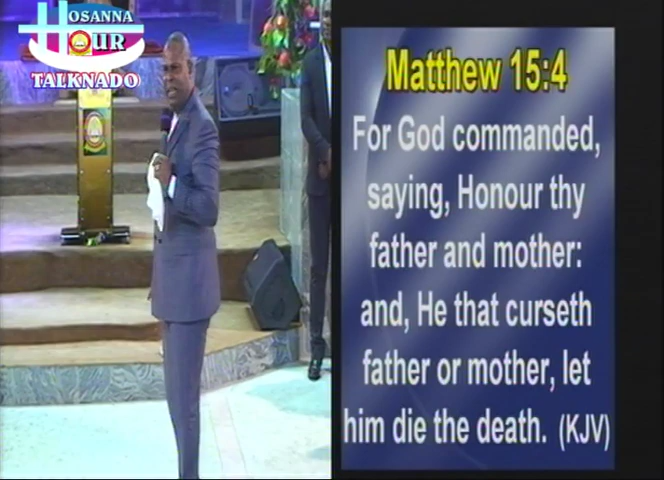 HOSANNA
HOUR
TALKNADO
Matthew 15:4
For God commanded,
saying, Honour thy
father and mother:
and, He that curseth
father or mother, let
him die the death. (KJV)